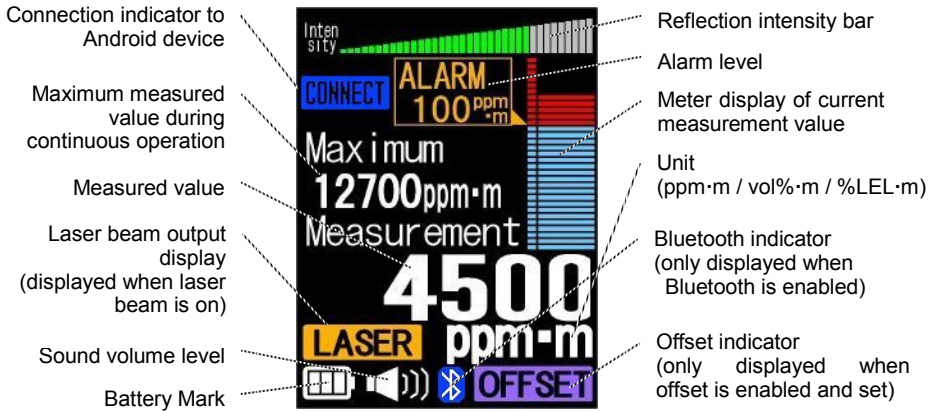 Connection indicator to
Android device
Maximum measured
value during
continuous operation
Measured value
Laser beam output
display
(displayed when laser
beam is on)
Sound volume level
Battery Mark
Inten
sity
CONNECT
ALARM
100 ppm
・m
Maximum
12700ppm・m
Measurement
4500
LASER ppm・m
OFFSET
Reflection intensity bar
Alarm level
Meter display of current
measurement value
Unit
(ppm・m / vol%・m / %LEL・m)
Bluetooth indicator
(only displayed when
Bluetooth is enabled)
Offset indicator
(only displayed when
offset is enabled and set)